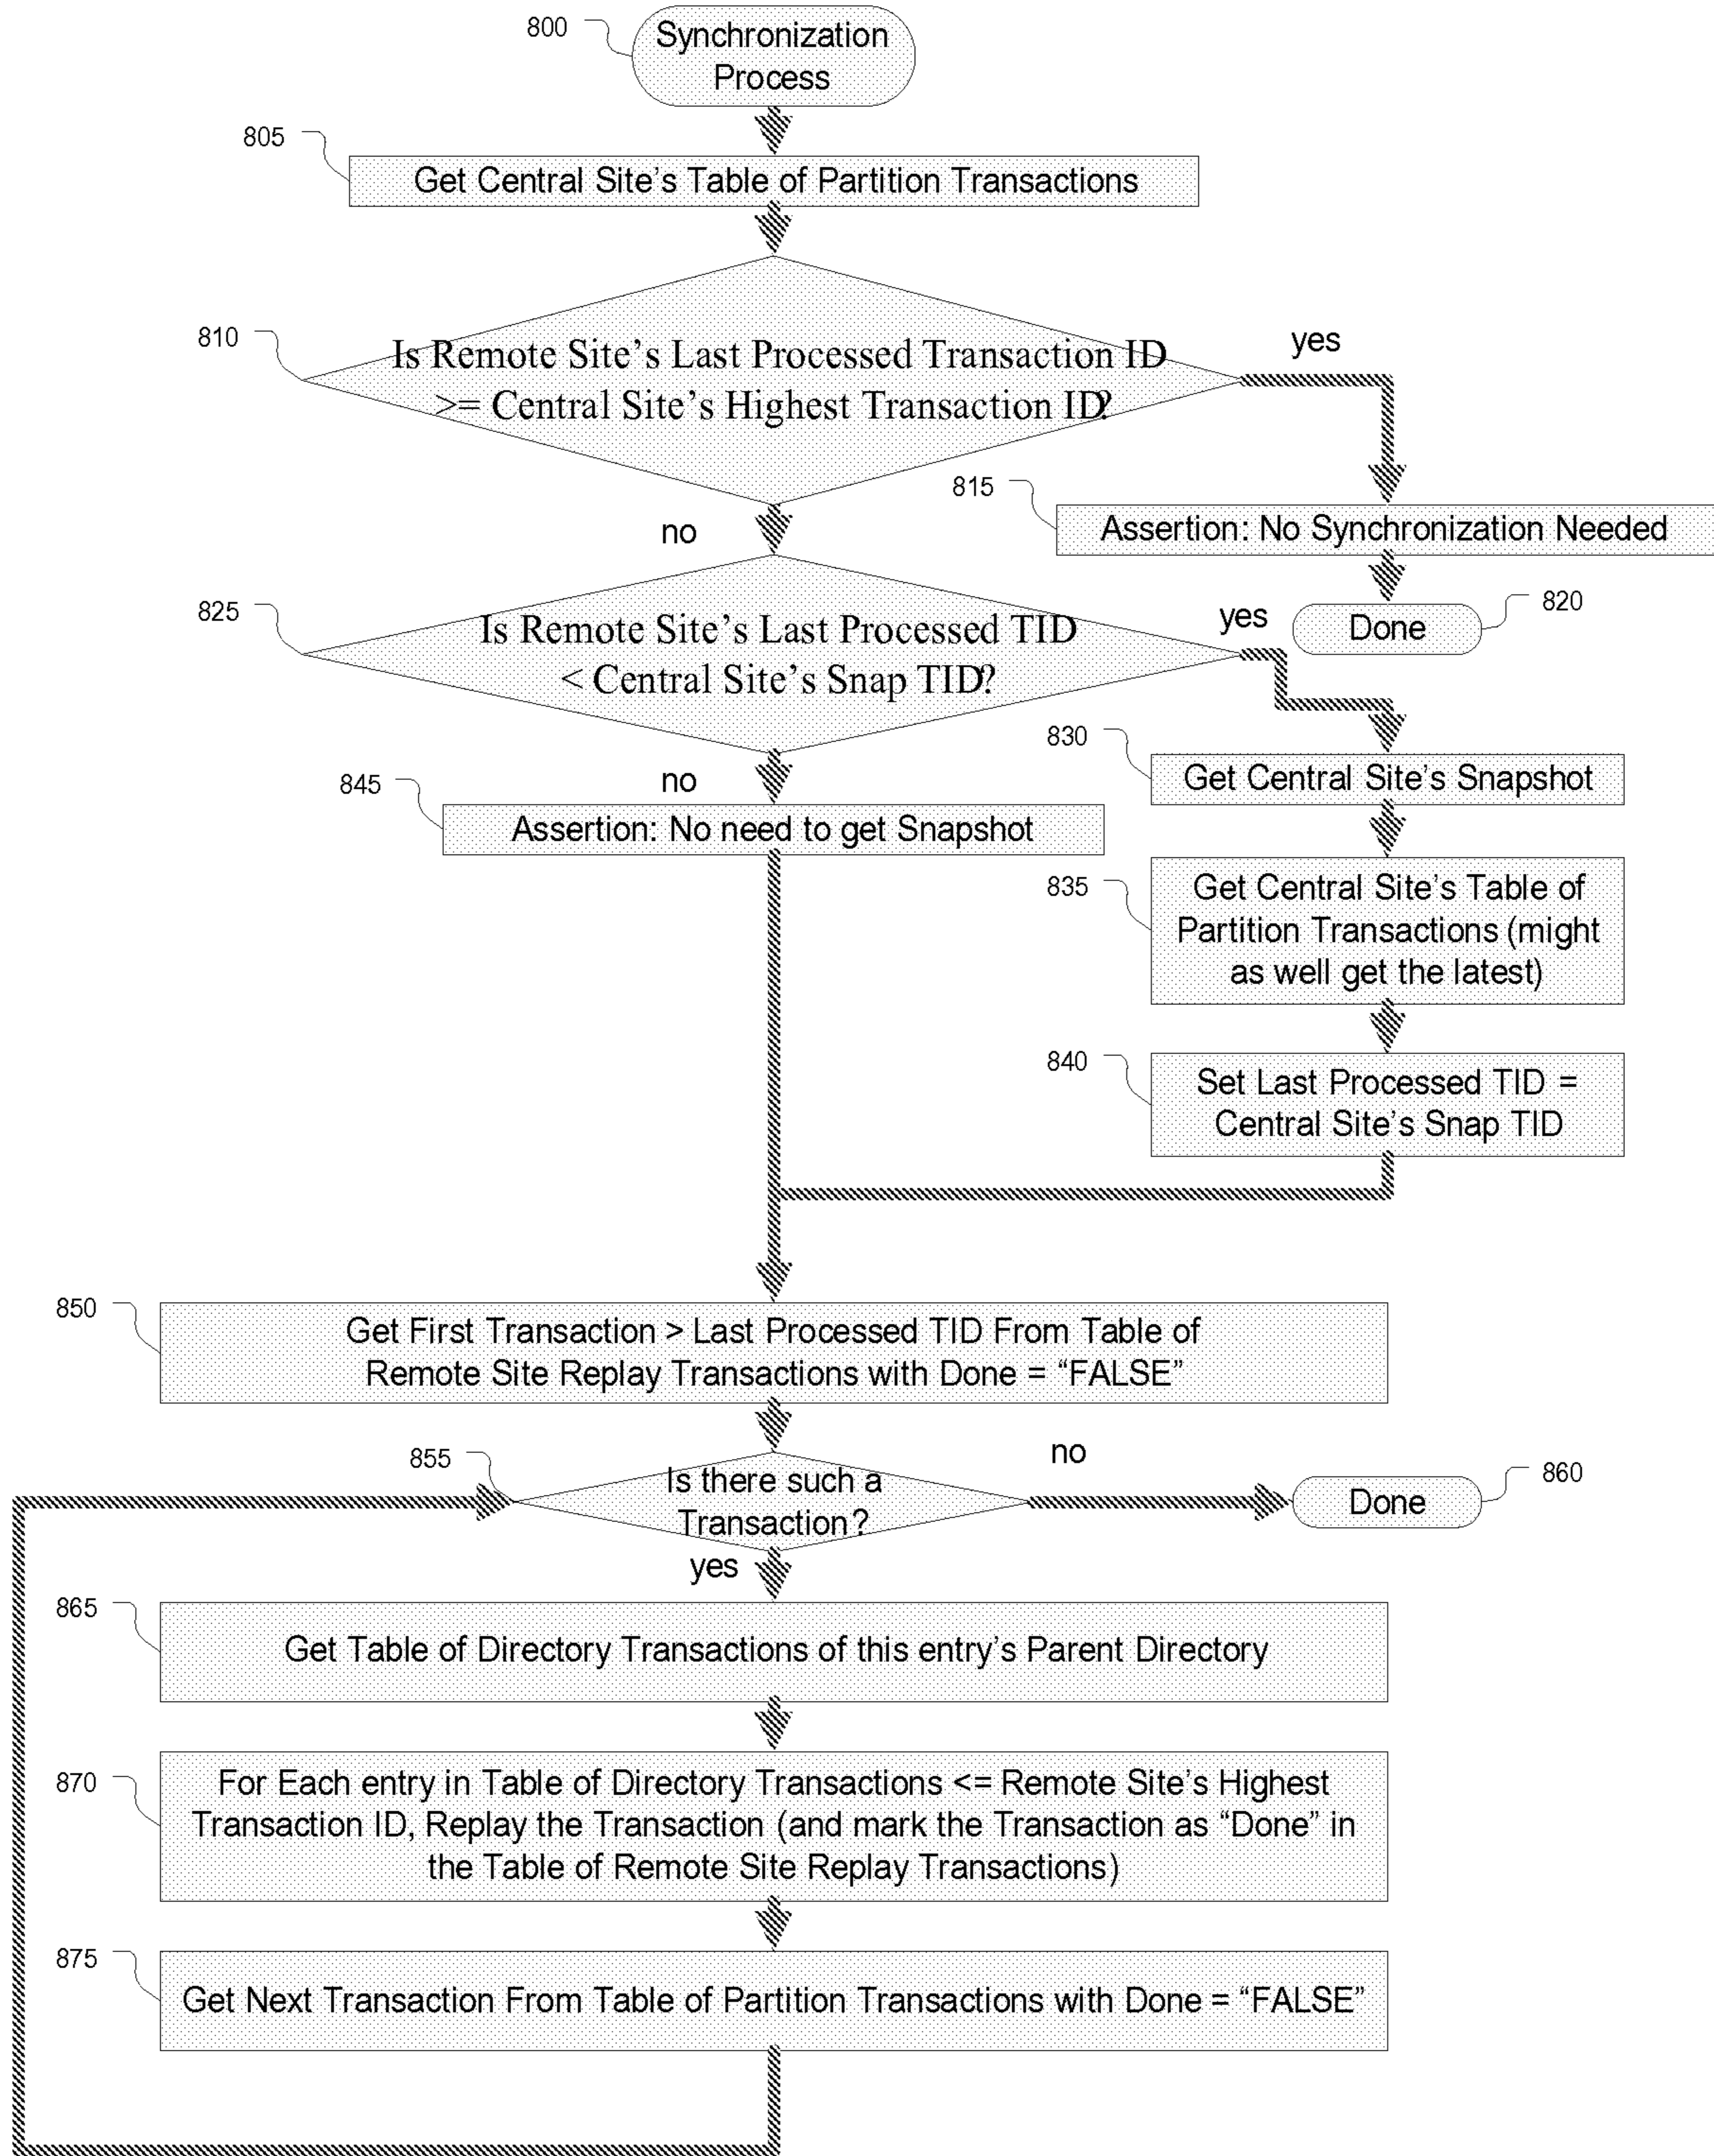 800
Synchronization
Process
805
Get Central Site's Table of Partition Transactions
810
Is Remote Site's Last Processed Transaction ID
>= Central Site's Highest Transaction ID?
yes
no
815
Assertion: No Synchronization Needed
820
Done
825
Is Remote Site's Last Processed TID
< Central Site's Snap TID?
yes
no
830
Get Central Site's Snapshot
845
Assertion: No need to get Snapshot
835
Get Central Site's Table of
Partition Transactions (might
as well get the latest)
840
Set Last Processed TID =
Central Site's Snap TID
850
Get First Transaction > Last Processed TID From Table of
Remote Site Replay Transactions with Done = “FALSE”
855
Is there such a
Transaction?
no
860
Done
yes
865
Get Table of Directory Transactions of this entry's Parent Directory
870
For Each entry in Table of Directory Transactions <= Remote Site's Highest
Transaction ID, Replay the Transaction (and mark the Transaction as “Done” in
the Table of Remote Site Replay Transactions)
875
Get Next Transaction From Table of Partition Transactions with Done = “FALSE”